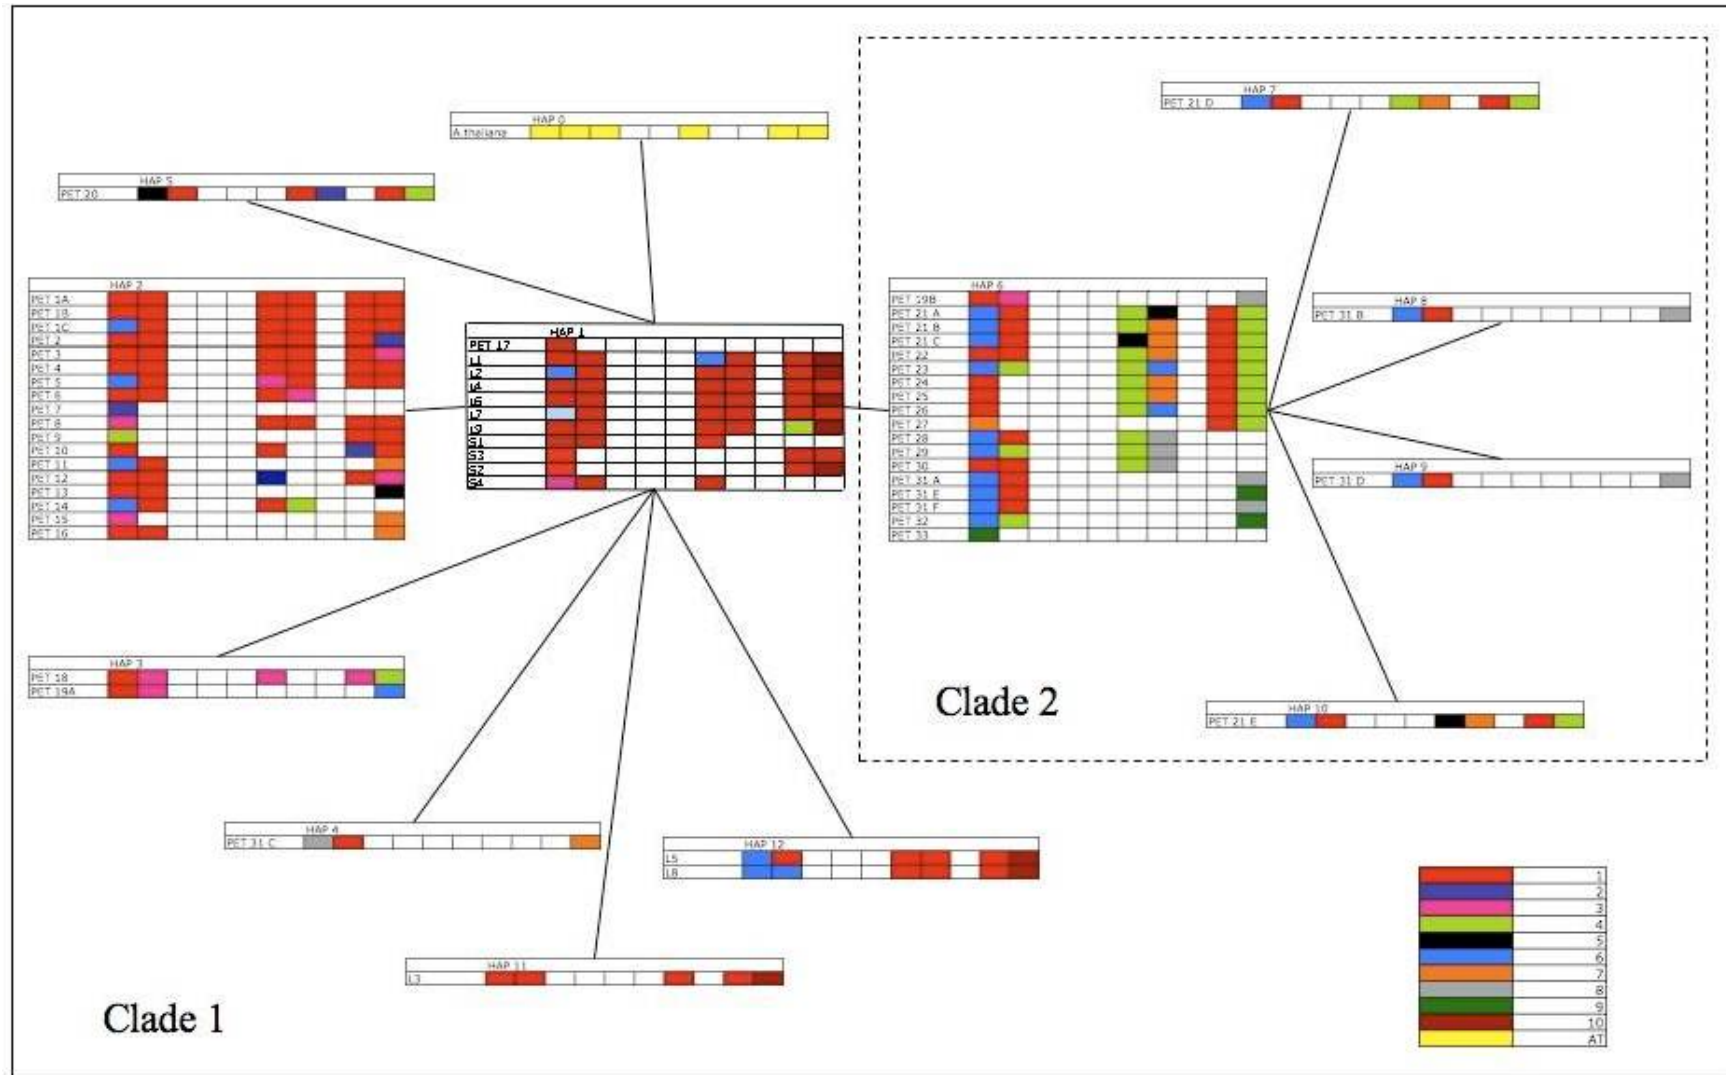 HAP 7
PET 21 D
HAP 0
A.thaliana
HAP 5
PET 20
HAP 2
PET 1A
PET 1B
PET 1C
PET 2
PET 3
PET 4
PET 5
PET 6
PET 7
PET 8
PET 9
PET 10
PET 11
PET 12
PET 13
PET 14
PET 15
PET 16
HAP 1
PET 17
L1
L2
L4
L6
L7
L9
S1
S3
S2
S4
HAP 6
PET 19B
PET 21 A
PET 21 B
PET 21 C
PET 22
PET 23
PET 24
PET 25
PET 26
PET 27
PET 28
PET 29
PET 30
PET 31 A
PET 31 E
PET 31 F
PET 32
PET 33
HAP 8
PET 31 B
HAP 9
PET 31 D
HAP 3
PET 18
PET 19A
Clade 2
HAP 10
PET 21 E
HAP 4
PET 31 C
HAP 12
L5
L8
HAP 11
L3
Clade 1
1
2
3
4
5
6
7
8
9
10
AT